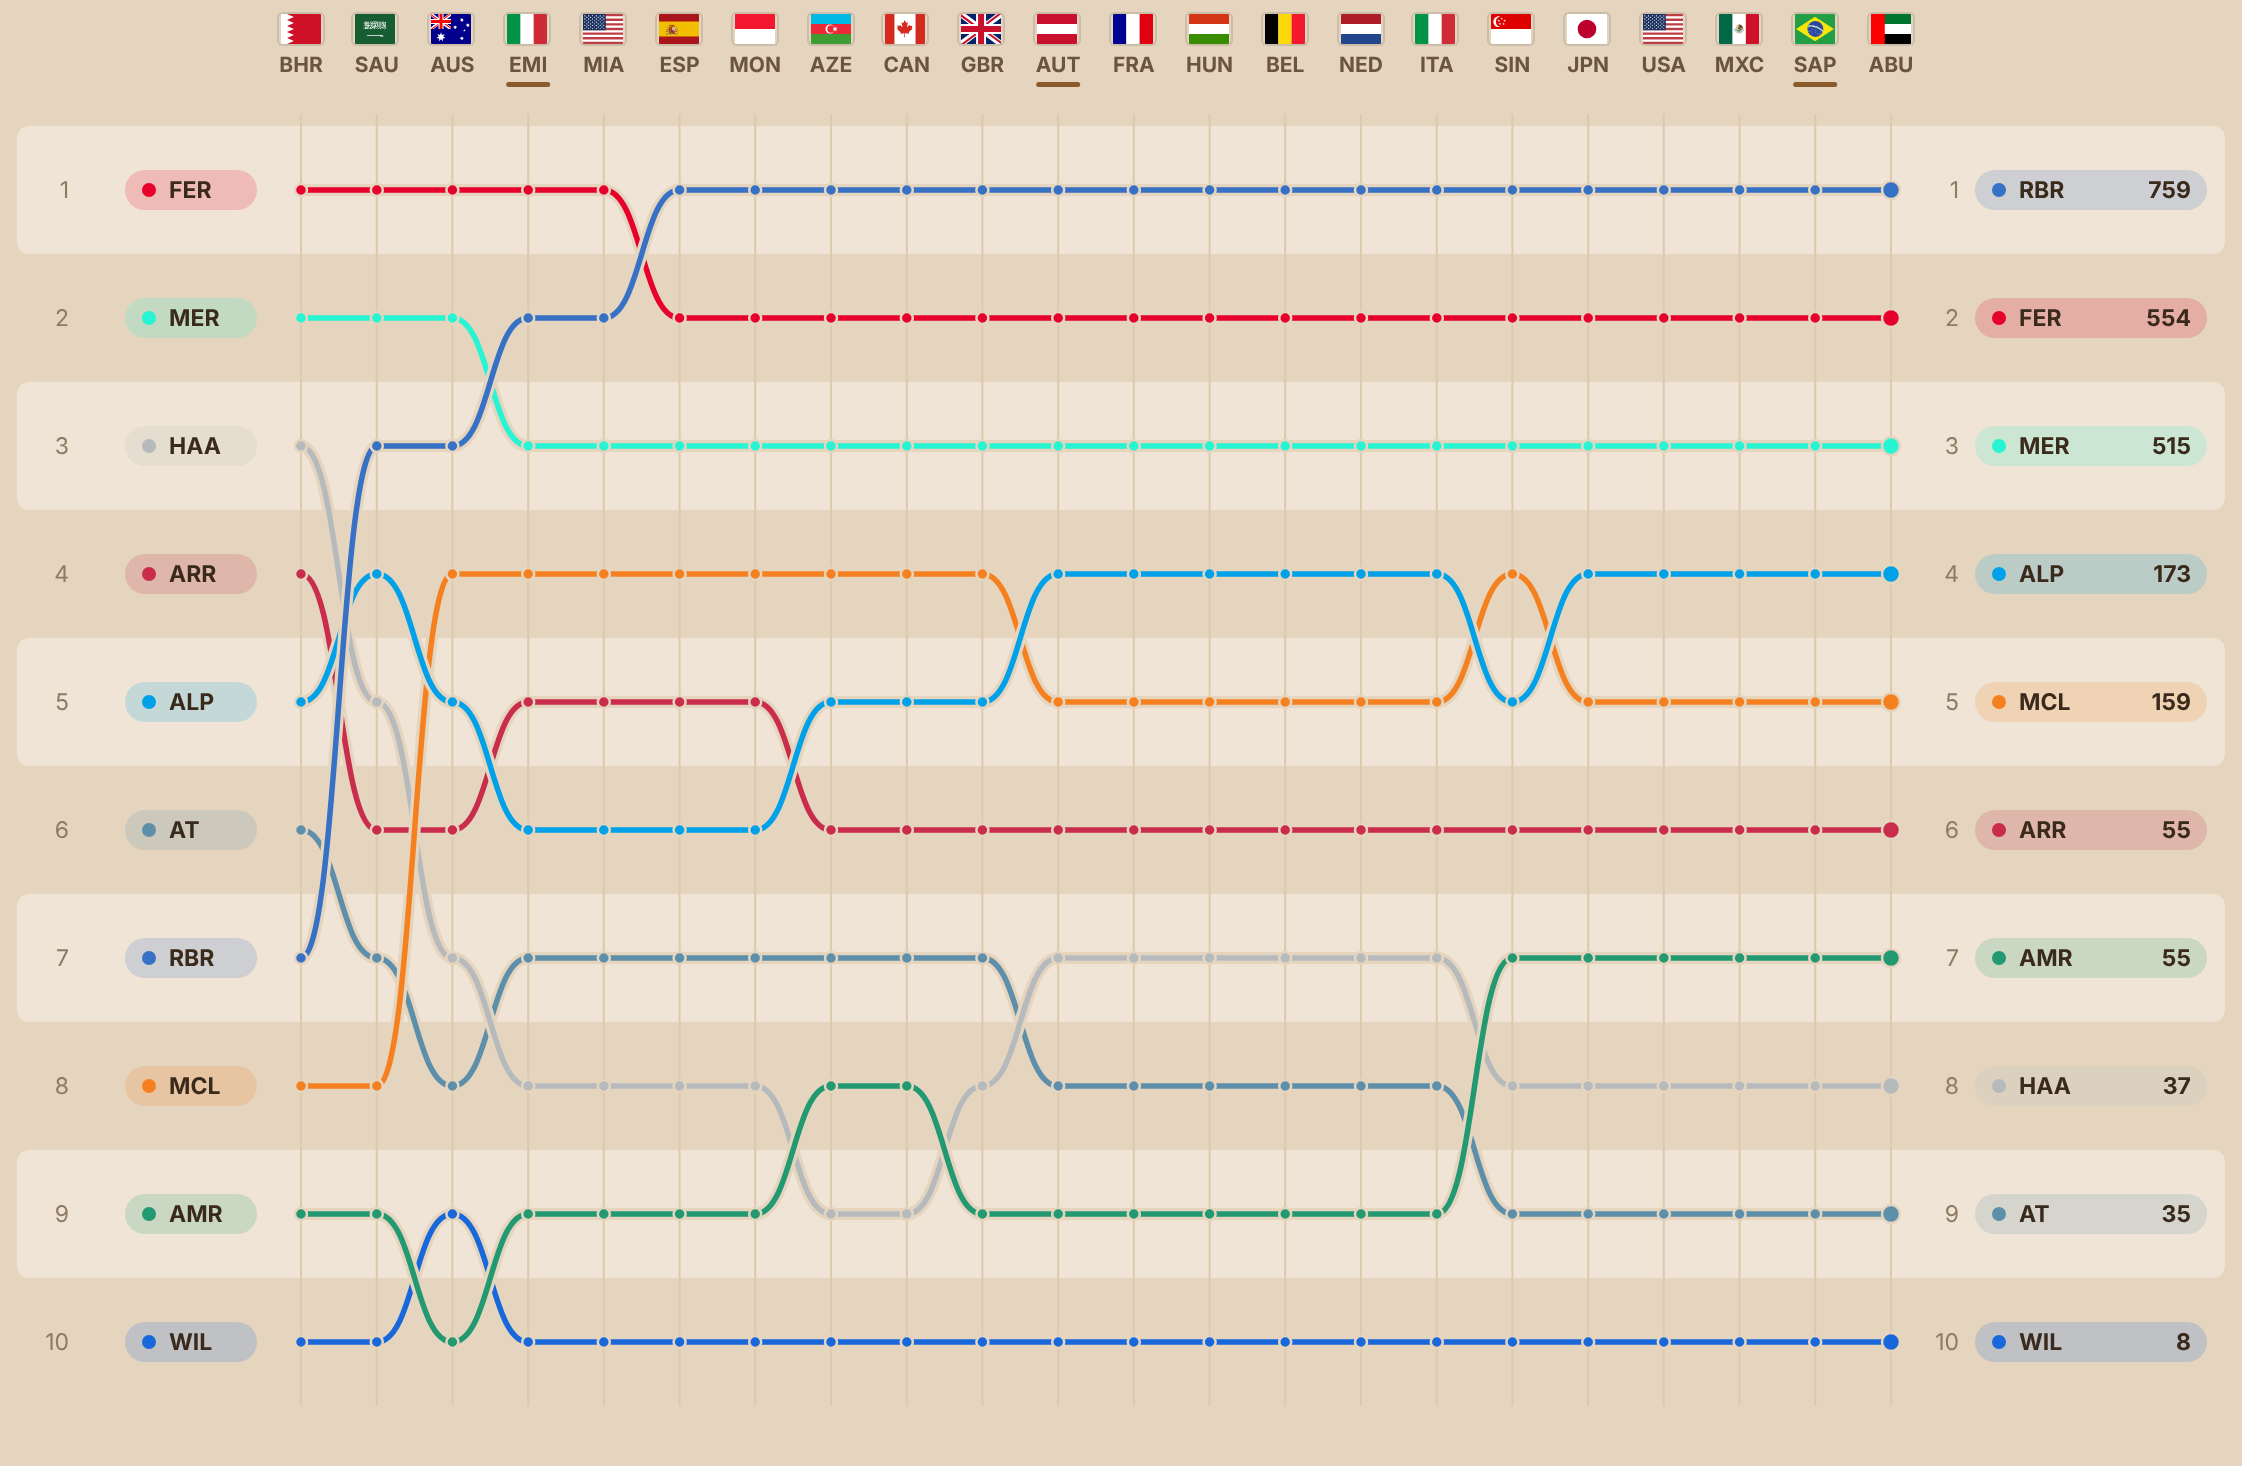 BHR SAU AUS EMI MIA ESP MON AZE CAN GBR AUT FRA HUN BEL NED ITA SIN JPN USA MXC SAP ABU
1 FER 1 RBR 759
2 MER 2 FER 554
3 HAA 3 MER 515
4 ARR 4 ALP 173
5 ALP 5 MCL 159
6 AT 6 ARR 55
7 RBR 7 AMR 55
8 MCL 8 HAA 37
9 AMR 9 AT 35
10 WIL 10 WIL 8